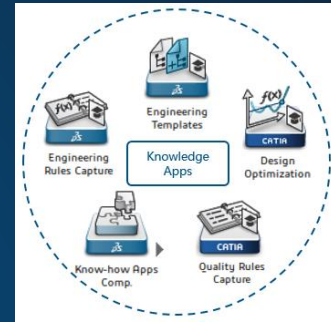 Engineering
Templates
f(x)
Engineering
Rules Capture
Knowledge
Apps
f(x)
CATIA
Design
Optimization
Know-how Apps
Comp.
CATIA
Quality Rules
Capture